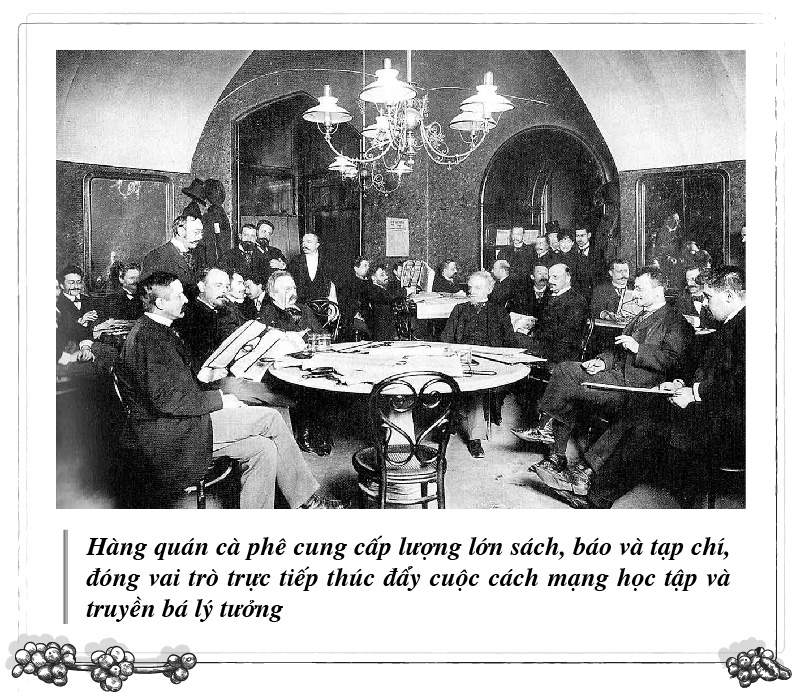 Hàng quán cà phê cung cấp lượng lớn sách, báo và tạp chí,
đóng vai trò trực tiếp thúc đẩy cuộc cách mạng học tập và
truyền bá lý tưởng